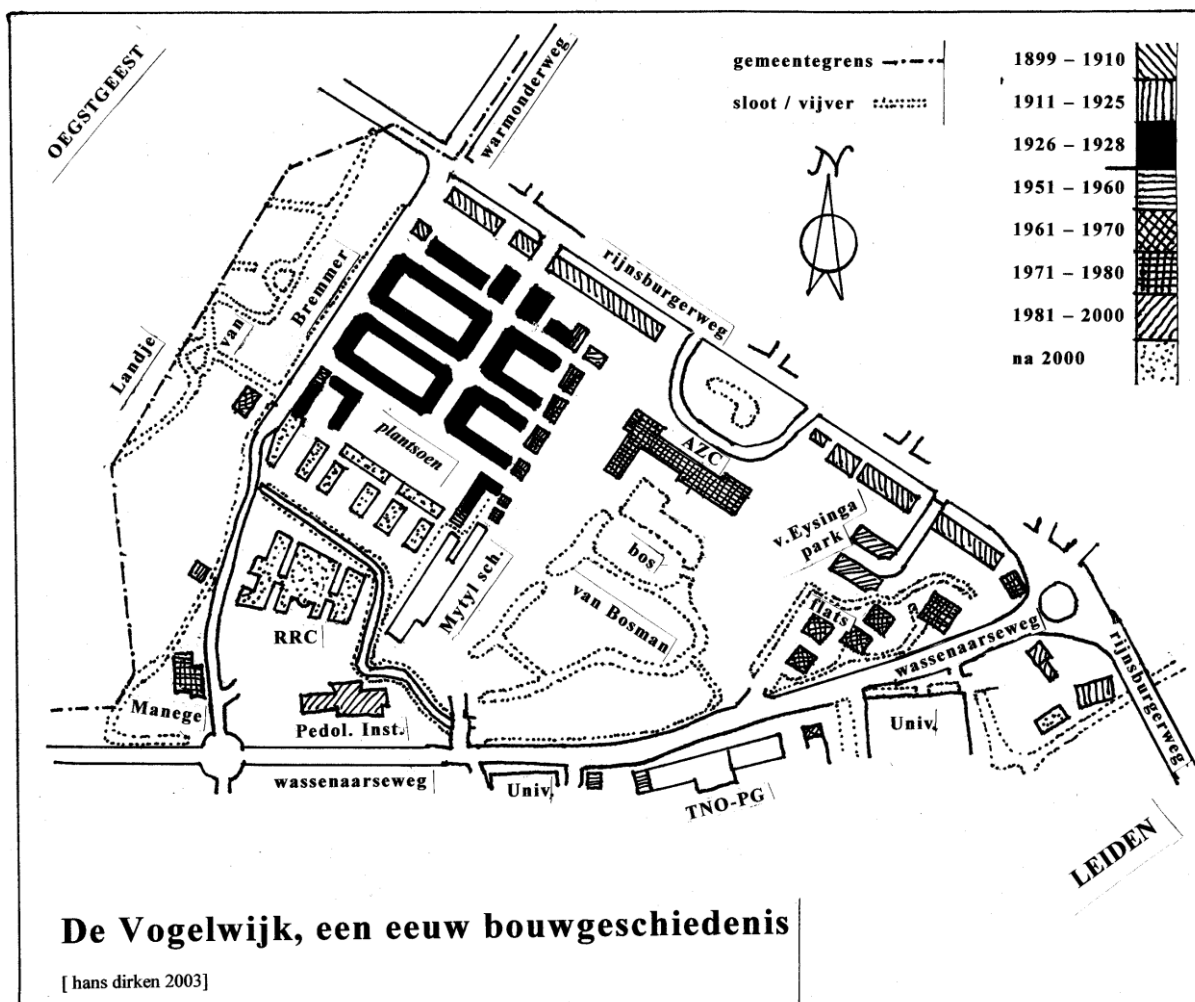 OEGSTGEEST
warmonderweg
gemeentegrens
sloot / vijver
N
1899 – 1910
1911 – 1925
1926 – 1928
1951 – 1960
1961 – 1970
1971 – 1980
1981 – 2000
na 2000
Landje
van
Bremmer
rijnsburgerweg
plantsoen
AZC
v.Eysinga
park
bos
van Bosman
Mytyl sch.
flats
RRC
wassenaarseweg
rijnsburgerweg
Manege
Pedol. Inst.
Univ.
wassenaarseweg
Univ.
TNO-PG
LEIDEN
De Vogelwijk, een eeuw bouwgeschiedenis
[ hans dirken 2003]